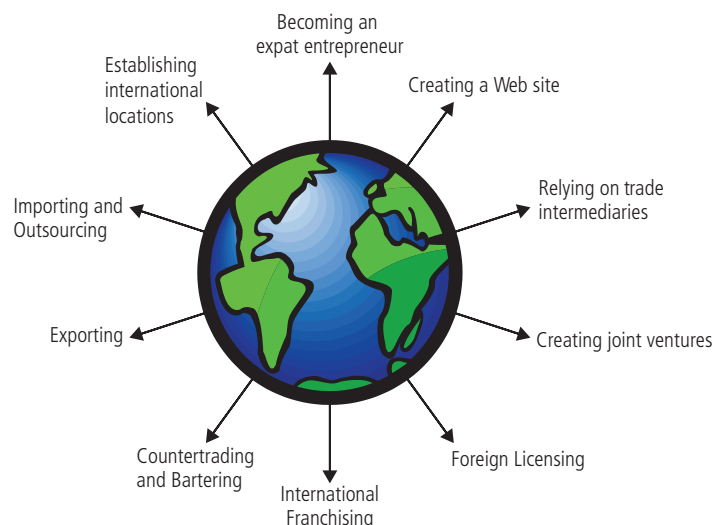 Becoming an
expat entrepreneur
Creating a Web site
Relying on trade
intermediaries
Creating joint ventures
Foreign Licensing
International
Franchising
Countertrading
and Bartering
Exporting
Importing and
Outsourcing
Establishing
international
locations